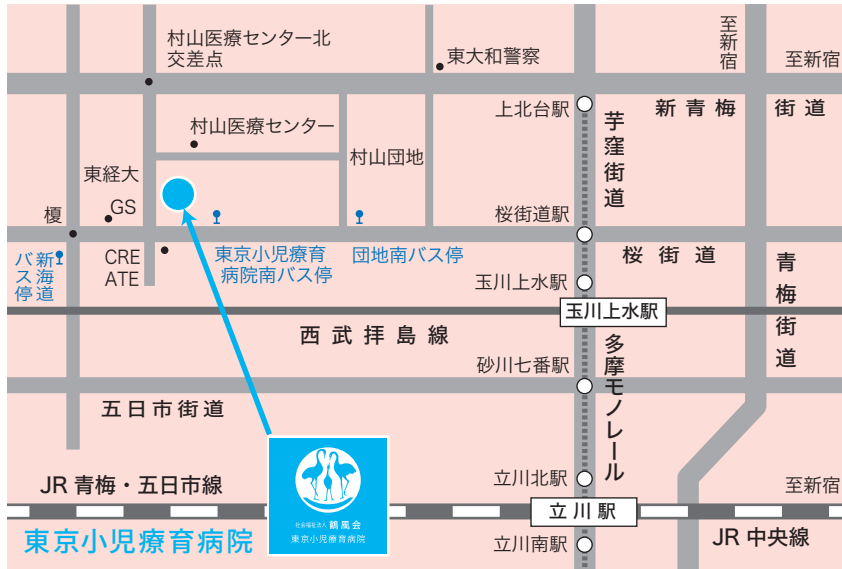 村山医療センター北
交差点
東大和警察
至新宿
至新宿
上北台駅
新青梅
街道
芋窪街道
村山医療センター
村山団地
東経大
GS
榎
桜街道駅
桜街道
新海道
バス停
CRE
ATE
東京小児療育
病院南バス停
団地南バス停
玉川上水駅
青梅街道
玉川上水駅
西武拝島線
多摩モノレール
砂川七番駅
五日市街道
JR 青梅・五日市線
立川北駅
至新宿
立川駅
社会福祉法人 鶴風会
東京小児療育病院
東京小児療育病院
立川南駅
JR 中央線